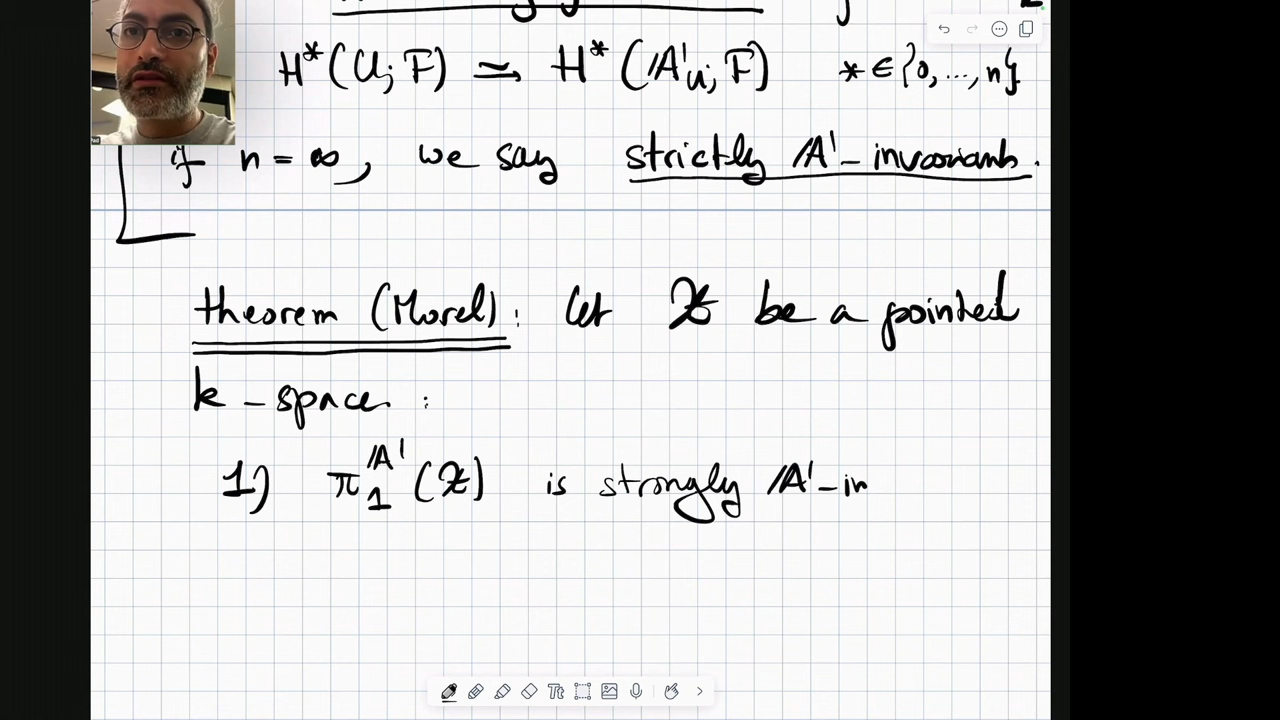 H*(U; F) ≃ H*(𝔸¹_U; F) * ∈ {0, ..., n}
if n = ∞, we say strictly 𝔸¹-invariant.
theorem (Morel): let 𝒳 be a pointed
k-space:
1) π₁^𝔸¹(𝒳) is strongly 𝔸¹-in
Tt